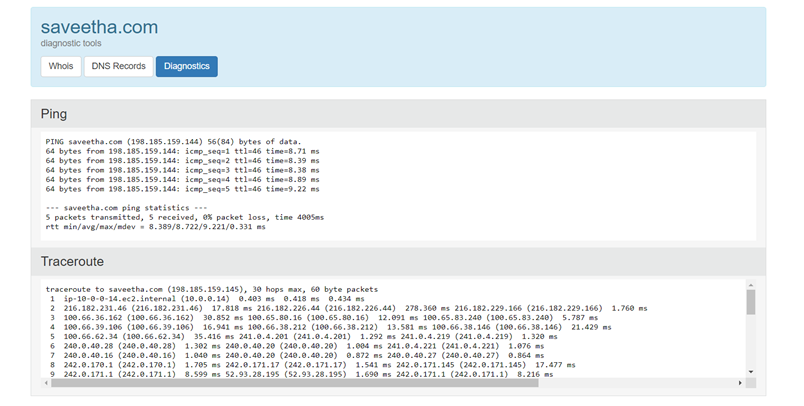 saveetha.com
diagnostic tools
Whois DNS Records Diagnostics
Ping
PING saveetha.com (198.185.159.144) 56(84) bytes of data.
64 bytes from 198.185.159.144: icmp_seq=1 ttl=46 time=8.71 ms
64 bytes from 198.185.159.144: icmp_seq=2 ttl=46 time=8.39 ms
64 bytes from 198.185.159.144: icmp_seq=3 ttl=46 time=8.38 ms
64 bytes from 198.185.159.144: icmp_seq=4 ttl=46 time=8.89 ms
64 bytes from 198.185.159.144: icmp_seq=5 ttl=46 time=9.22 ms
--- saveetha.com ping statistics ---
5 packets transmitted, 5 received, 0% packet loss, time 4005ms
rtt min/avg/max/mdev = 8.389/8.722/9.221/0.331 ms
Traceroute
traceroute to saveetha.com (198.185.159.145), 30 hops max, 60 byte packets
1 ip-10-0-0-14.ec2.internal (10.0.0.14) 0.403 ms 0.418 ms 0.434 ms
2 216.182.231.46 (216.182.231.46) 17.818 ms 216.182.226.44 (216.182.226.44) 278.360 ms 216.182.229.166 (216.182.229.166) 1.760 ms
3 100.66.36.162 (100.66.36.162) 30.852 ms 100.65.80.16 (100.65.80.16) 12.091 ms 100.65.83.240 (100.65.83.240) 5.787 ms
4 100.66.39.106 (100.66.39.106) 16.941 ms 100.66.38.212 (100.66.38.212) 13.581 ms 100.66.38.146 (100.66.38.146) 21.429 ms
5 100.66.62.34 (100.66.62.34) 35.416 ms 241.0.4.201 (241.0.4.201) 1.292 ms 241.0.4.219 (241.0.4.219) 1.320 ms
6 240.0.40.28 (240.0.40.28) 1.302 ms 240.0.40.20 (240.0.40.20) 1.004 ms 241.0.4.221 (241.0.4.221) 1.076 ms
7 240.0.40.16 (240.0.40.16) 1.040 ms 240.0.40.20 (240.0.40.20) 0.872 ms 240.0.40.27 (240.0.40.27) 0.864 ms
8 242.0.170.1 (242.0.170.1) 1.705 ms 242.0.171.17 (242.0.171.17) 1.541 ms 242.0.171.145 (242.0.171.145) 17.477 ms
9 242.0.171.1 (242.0.171.1) 8.599 ms 52.93.28.195 (52.93.28.195) 1.690 ms 242.0.171.1 (242.0.171.1) 8.216 ms